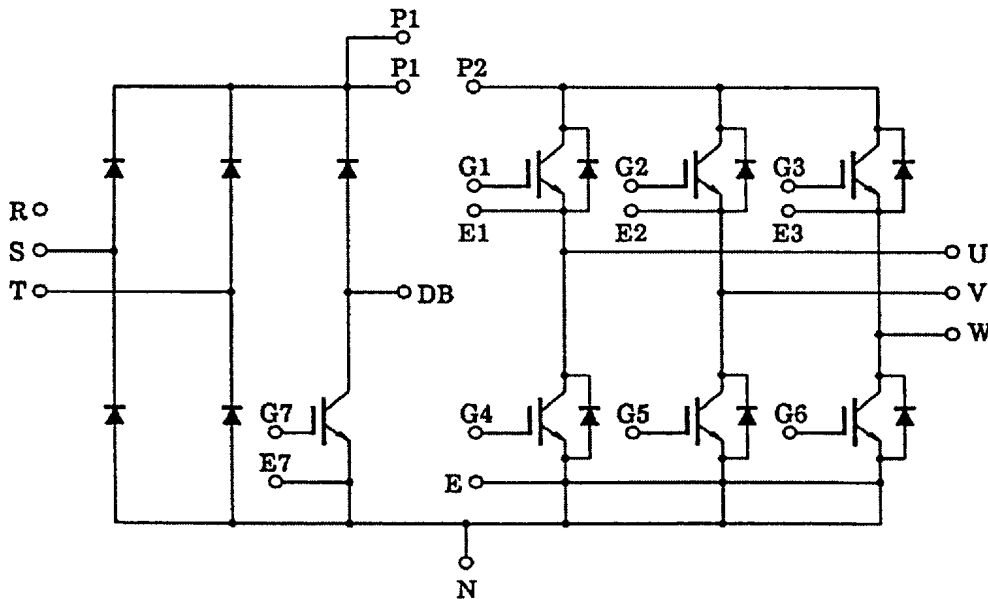 P1
P1 P2
G1 G2 G3
R
E1 E2 E3
S U
T DB V
W
G7 G4 G5 G6
E7 E
N